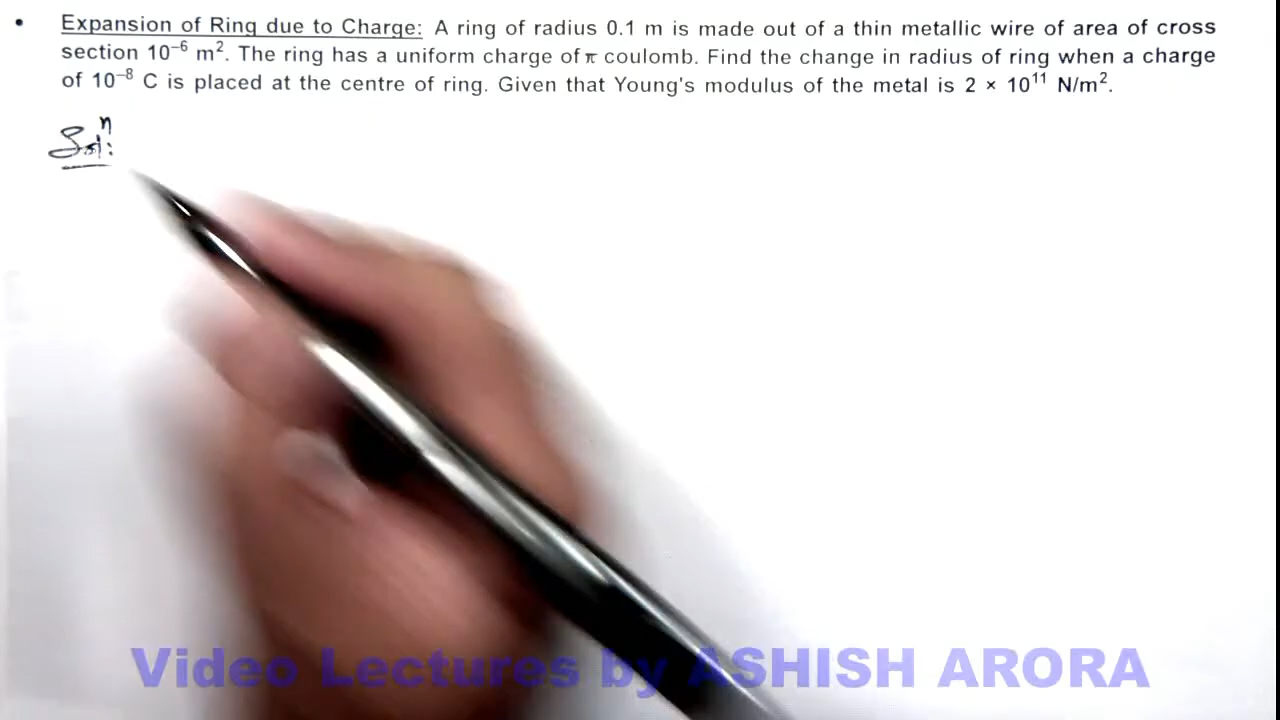 • Expansion of Ring due to Charge: A ring of radius 0.1 m is made out of a thin metallic wire of area of cross
section 10⁻⁶ m². The ring has a uniform charge of π coulomb. Find the change in radius of ring when a charge
of 10⁻⁸ C is placed at the centre of ring. Given that Young's modulus of the metal is 2 × 10¹¹ N/m².
Solⁿ:
Video Lectures by ASHISH ARORA